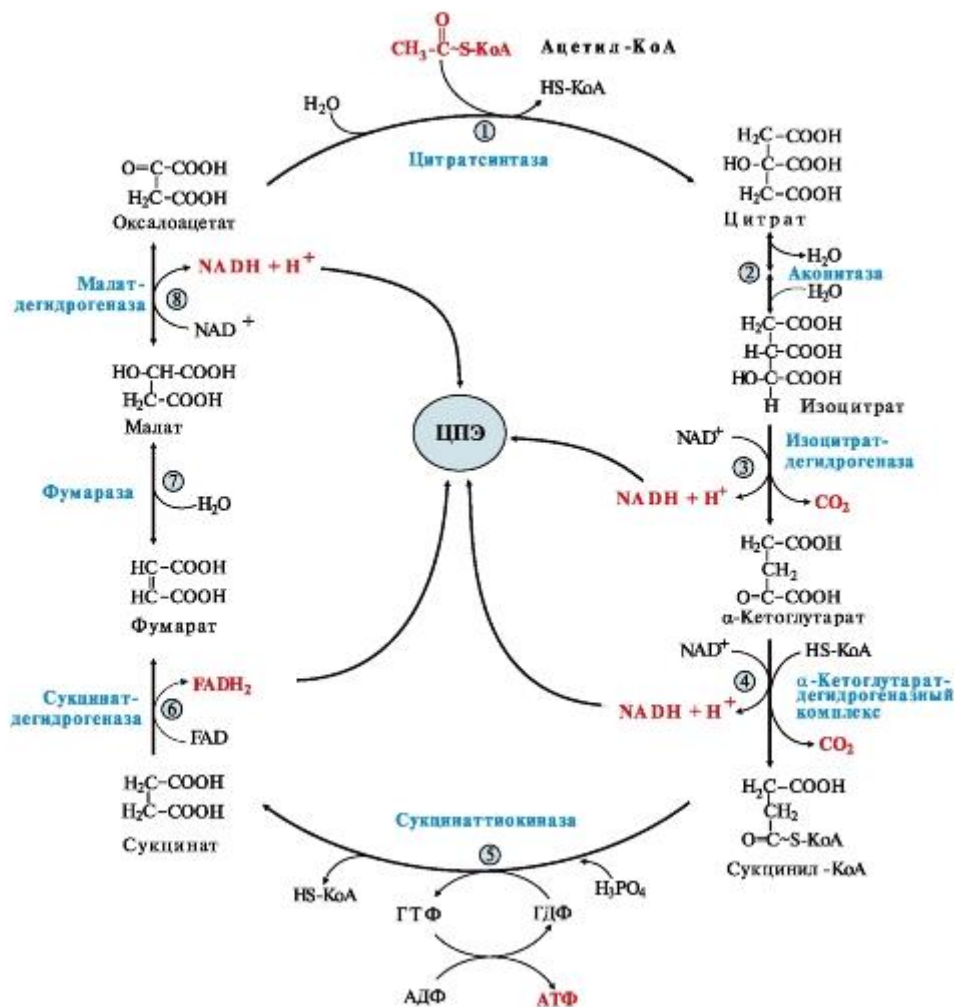 O
CH₃–C~S-KoA
Ацетил-КоА
HS-KoA
H₂O
1
Цитратсинтаза
O=C–COOH
H₂C–COOH
Оксалоацетат
H₂C–COOH
HO–C–COOH
H₂C–COOH
Цитрат
H₂O
2
Аконитаза
H₂O
H₂C–COOH
H–C–COOH
HO–C–COOH
H
Изоцитрат
NAD⁺
Изоцитрат-
дегидрогеназа
3
NADH + H⁺
CO₂
H₂C–COOH
CH₂
O=C–COOH
α-Кетоглутарат
NAD⁺
HS-KoA
4
α-Кетоглутарат-
дегидрогеназный
комплекс
NADH + H⁺
CO₂
H₂C–COOH
CH₂
O=C~S-KoA
Сукцинил-КоА
Сукцинаттиокиназа
5
H₃PO₄
HS-KoA
ГТФ
ГДФ
АДФ
АТФ
H₂C–COOH
H₂C–COOH
Сукцинат
Сукцинат-
дегидрогеназа
6
FADH₂
FAD
HC–COOH
HC–COOH
Фумарат
Фумараза
7
H₂O
HO–CH–COOH
H₂C–COOH
Малат
Малат-
дегидрогеназа
8
NADH + H⁺
NAD⁺
ЦПЭ